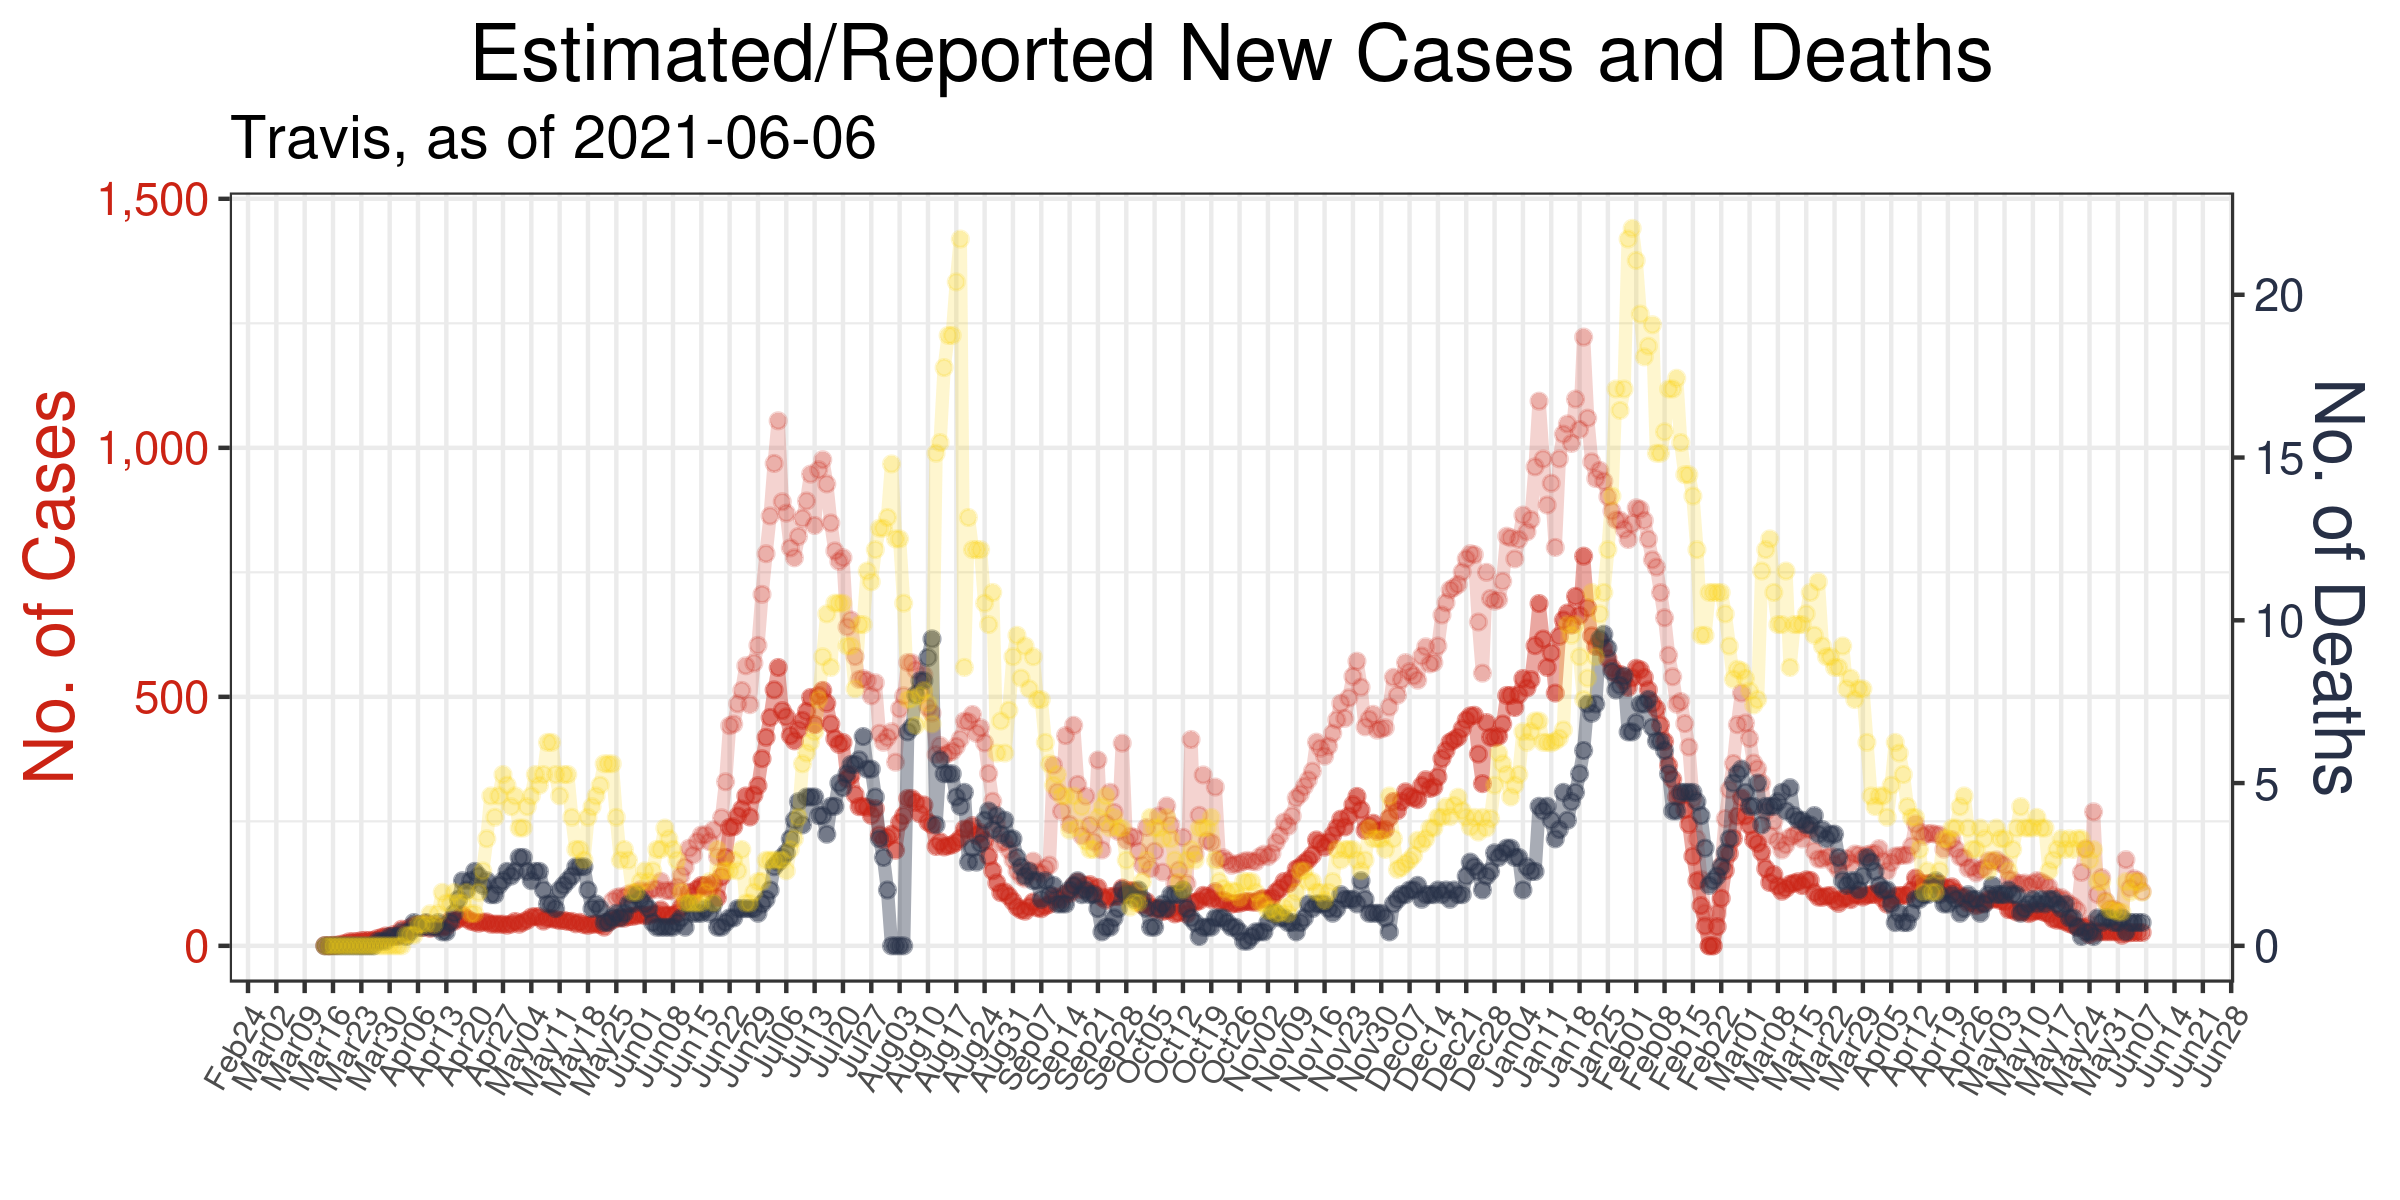 Estimated/Reported New Cases and Deaths
Travis, as of 2021-06-06
No. of Cases
1,500
1,000
500
0
No. of Deaths
20
15
10
5
0
Feb24
Mar02
Mar09
Mar16
Mar23
Mar30
Apr06
Apr13
Apr20
Apr27
May04
May11
May18
May25
Jun01
Jun08
Jun15
Jun22
Jun29
Jul06
Jul13
Jul20
Jul27
Aug03
Aug10
Aug17
Aug24
Aug31
Sep07
Sep14
Sep21
Sep28
Oct05
Oct12
Oct19
Oct26
Nov02
Nov09
Nov16
Nov23
Nov30
Dec07
Dec14
Dec21
Dec28
Jan04
Jan11
Jan18
Jan25
Feb01
Feb08
Feb15
Feb22
Mar01
Mar08
Mar15
Mar22
Mar29
Apr05
Apr12
Apr19
Apr26
May03
May10
May17
May24
May31
Jun07
Jun14
Jun21
Jun28